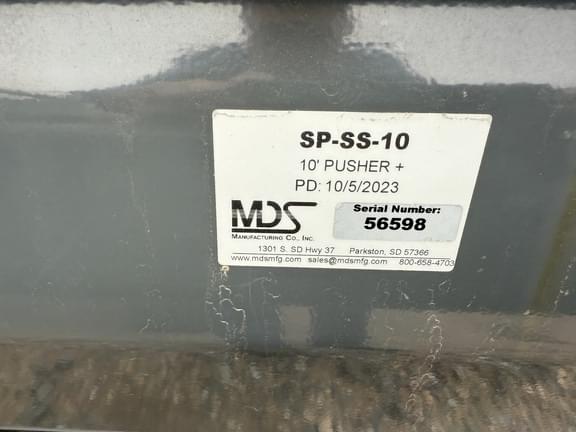 SP-SS-10
10' PUSHER +
PD: 10/5/2023
MDS
MANUFACTURING CO., INC.
Serial Number:
56598
1301 S. SD Hwy 37 Parkston, SD 57366
www.mdsmfg.com sales@mdsmfg.com 800-658-4703